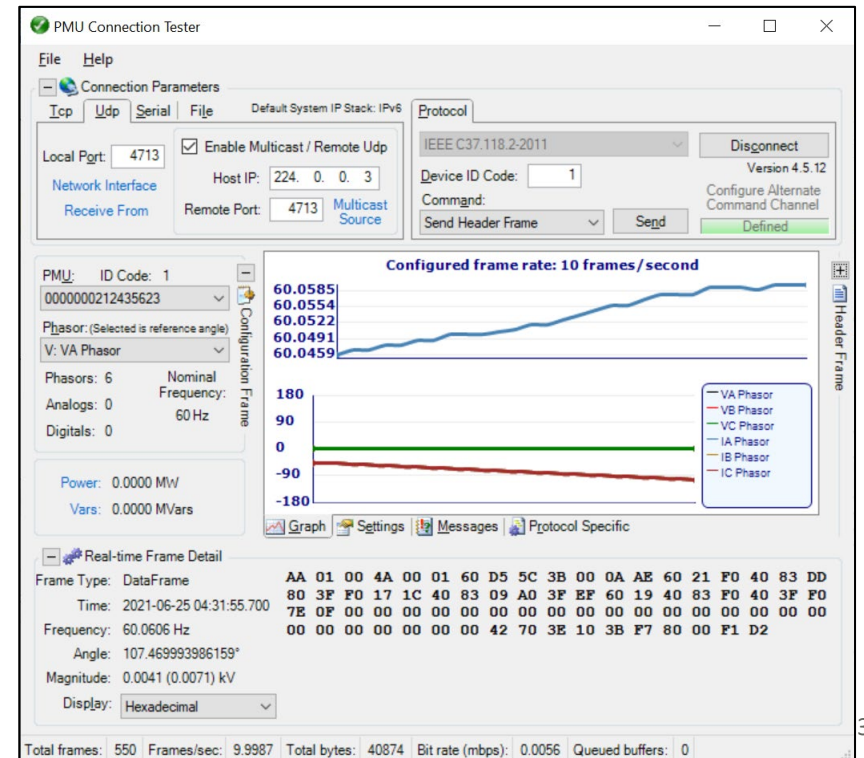 PMU Connection Tester
File Help
Connection Parameters
Tcp Udp Serial File Default System IP Stack: IPv6
Local Port: 4713
Network Interface
Receive From
Enable Multicast / Remote Udp
Host IP: 224. 0. 0. 3
Remote Port: 4713 Multicast Source
Protocol
IEEE C37.118.2-2011
Device ID Code: 1
Command:
Send Header Frame Send
Disconnect
Version 4.5.12
Configure Alternate
Command Channel
Defined
PMU: ID Code: 1
0000000212435623
Phasor: (Selected is reference angle)
V: VA Phasor
Phasors: 6 Nominal
Frequency:
Analogs: 0
60 Hz
Digitals: 0
Power: 0.0000 MW
Vars: 0.0000 MVars
Configuration Frame
Configured frame rate: 10 frames/second
60.0585
60.0554
60.0522
60.0491
60.0459
180
90
0
-90
-180
VA Phasor
VB Phasor
VC Phasor
IA Phasor
IB Phasor
IC Phasor
Header Frame
Graph Settings Messages Protocol Specific
Real-time Frame Detail
Frame Type: DataFrame
Time: 2021-06-25 04:31:55.700
Frequency: 60.0606 Hz
Angle: 107.469993986159°
Magnitude: 0.0041 (0.0071) kV
Display: Hexadecimal
AA 01 00 4A 00 01 60 D5 5C 3B 00 0A AE 60 21 F0 40 83 DD
80 3F F0 17 1C 40 83 09 A0 3F EF 60 19 40 83 F0 40 3F F0
7E 0F 00 00 00 00 00 00 00 00 00 00 00 00 00 00 00 00 00
00 00 00 00 00 00 00 42 70 3E 10 3B F7 80 00 F1 D2
Total frames: 550 Frames/sec: 9.9987 Total bytes: 40874 Bit rate (mbps): 0.0056 Queued buffers: 0